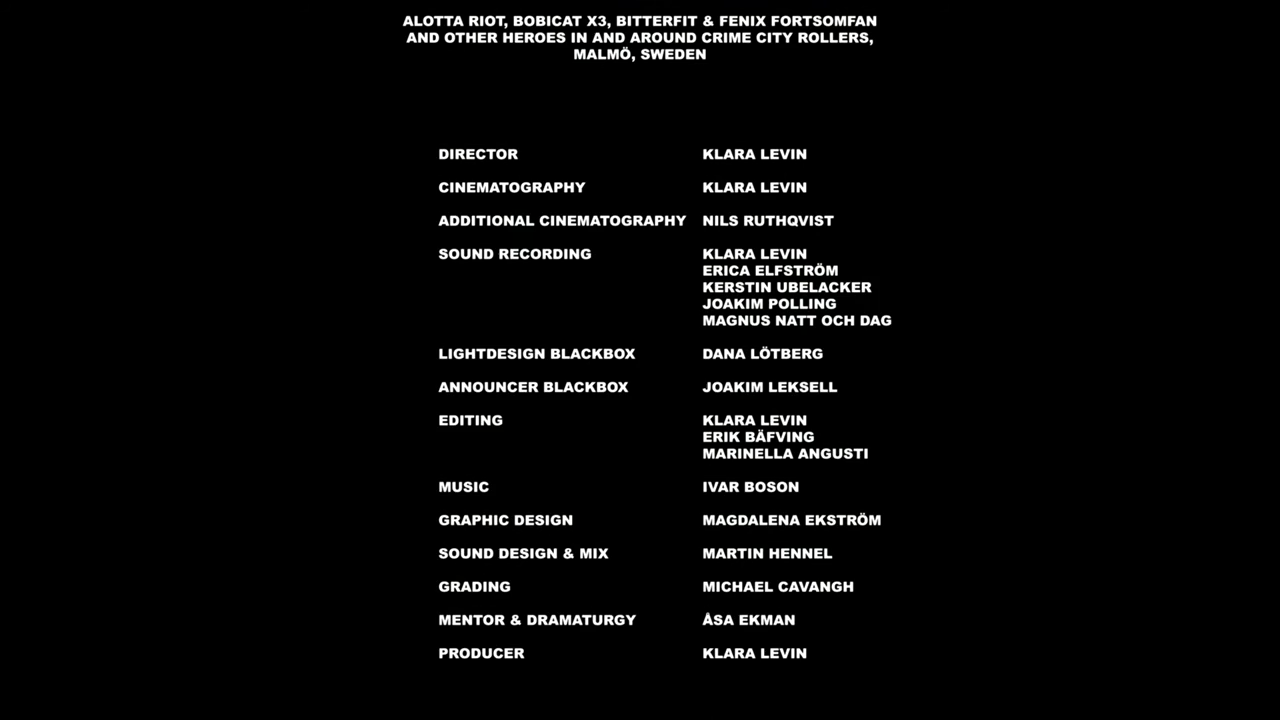 ALOTTA RIOT, BOBICAT X3, BITTERFIT & FENIX FORTSOMFAN
AND OTHER HEROES IN AND AROUND CRIME CITY ROLLERS,
MALMÖ, SWEDEN
DIRECTOR KLARA LEVIN
CINEMATOGRAPHY KLARA LEVIN
ADDITIONAL CINEMATOGRAPHY NILS RUTHQVIST
SOUND RECORDING KLARA LEVIN
ERICA ELFSTRÖM
KERSTIN UBELACKER
JOAKIM POLLING
MAGNUS NATT OCH DAG
LIGHTDESIGN BLACKBOX DANA LÖTBERG
ANNOUNCER BLACKBOX JOAKIM LEKSELL
EDITING KLARA LEVIN
ERIK BÄFVING
MARINELLA ANGUSTI
MUSIC IVAR BOSON
GRAPHIC DESIGN MAGDALENA EKSTRÖM
SOUND DESIGN & MIX MARTIN HENNEL
GRADING MICHAEL CAVANGH
MENTOR & DRAMATURGY ÅSA EKMAN
PRODUCER KLARA LEVIN